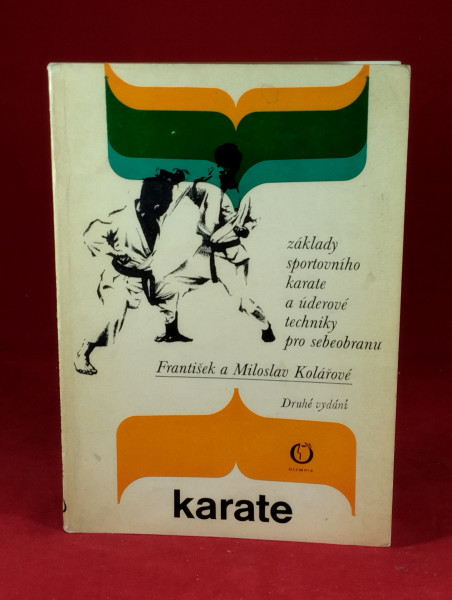 základy
sportovního
karate
a úderové
techniky
pro sebeobranu
František a Miloslav Kolářové
Druhé vydání
OLYMPIA
karate